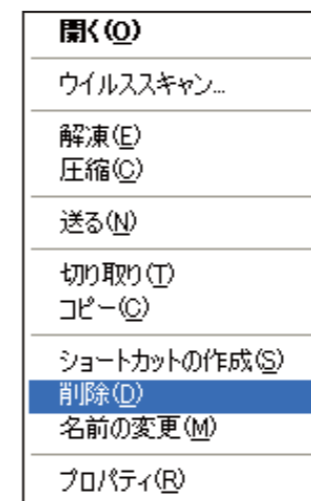 開く(O)
ウイルススキャン...
解凍(E)
圧縮(C)
送る(N)
切り取り(T)
コピー(C)
ショートカットの作成(S)
削除(D)
名前の変更(M)
プロパティ(R)